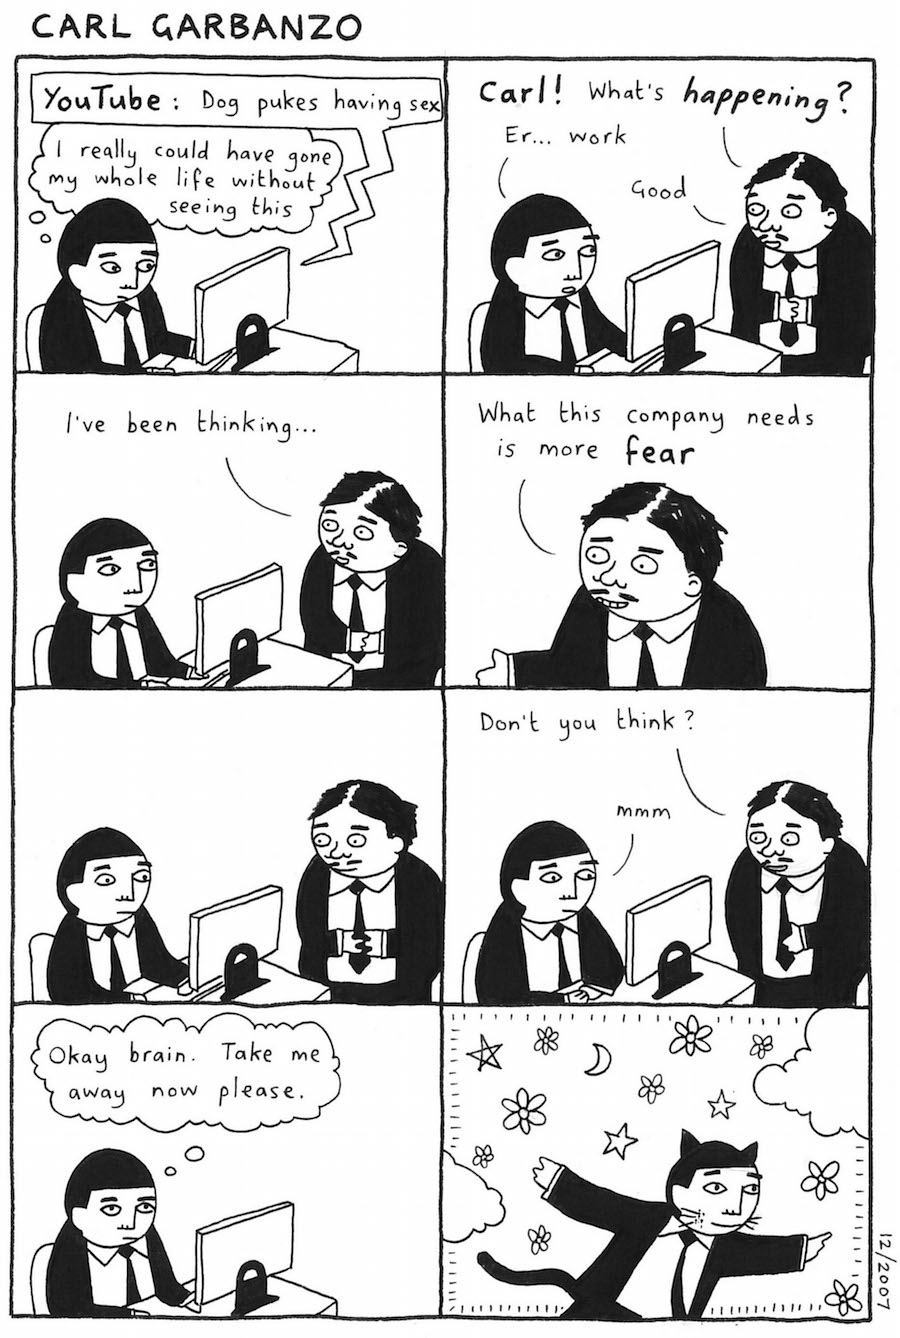 CARL GARBANZO
YouTube: Dog pukes having sex
I really could have gone
my whole life without
seeing this
Carl! What's happening?
Er... work
Good
I've been thinking...
What this company needs
is more fear
Don't you think?
mmm
Okay brain. Take me
away now please.
12/2007